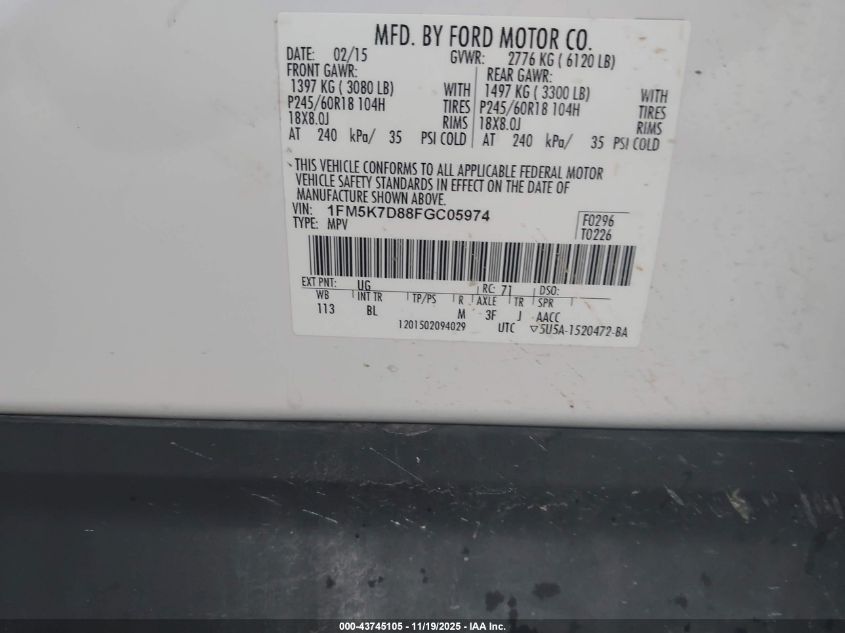 MFD. BY FORD MOTOR CO.
DATE: 02/15 GVWR: 2776 KG ( 6120 LB)
FRONT GAWR: REAR GAWR:
1397 KG ( 3080 LB) WITH 1497 KG ( 3300 LB) WITH
P245/60R18 104H TIRES P245/60R18 104H TIRES
18X8.0J RIMS 18X8.0J RIMS
AT 240 kPa/ 35 PSI COLD AT 240 kPa/ 35 PSI COLD
THIS VEHICLE CONFORMS TO ALL APPLICABLE FEDERAL MOTOR
VEHICLE SAFETY STANDARDS IN EFFECT ON THE DATE OF
MANUFACTURE SHOWN ABOVE.
VIN: 1FM5K7D88FGC05974 F0296
TYPE: MPV T0226
EXT PNT: UG RC: 71 DSO:
WB INT TR TP/PS R AXLE TR SPR
113 BL M 3F J AACC
1201502094029 UTC ▽5U5A-1520472-BA
000-43745105 - 11/19/2025 - IAA Inc.